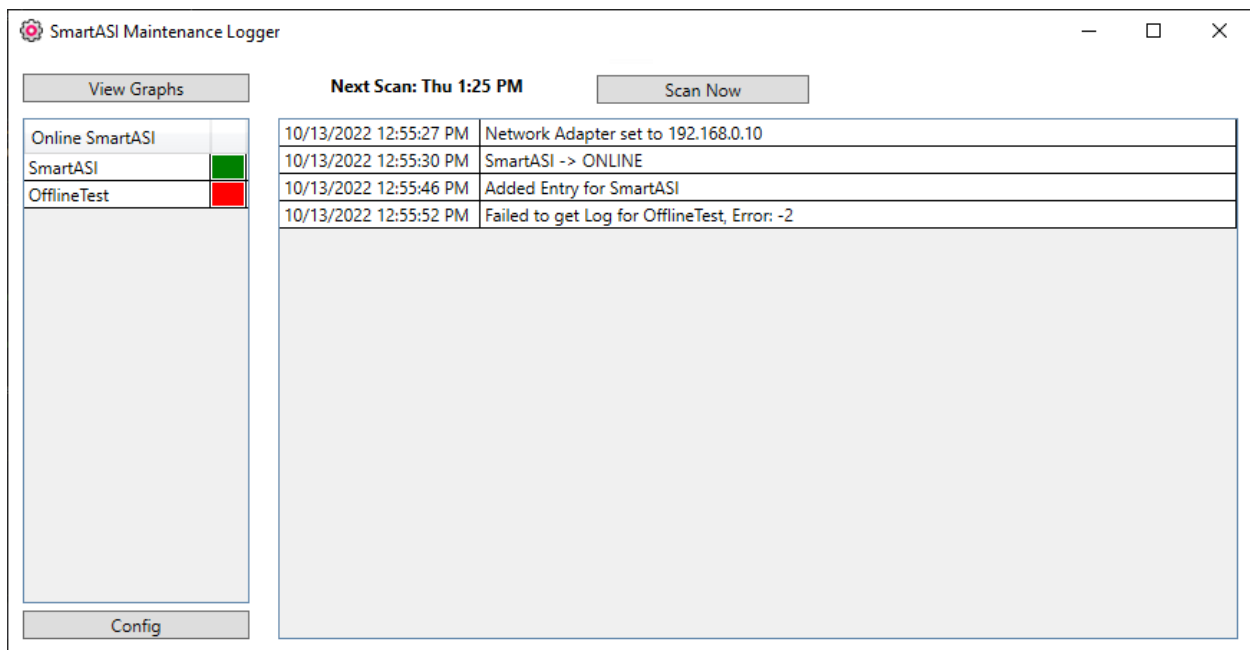 SmartASI Maintenance Logger
View Graphs
Next Scan: Thu 1:25 PM
Scan Now
Online SmartASI
SmartASI
OfflineTest
10/13/2022 12:55:27 PM Network Adapter set to 192.168.0.10
10/13/2022 12:55:30 PM SmartASI -> ONLINE
10/13/2022 12:55:46 PM Added Entry for SmartASI
10/13/2022 12:55:52 PM Failed to get Log for OfflineTest, Error: -2
Config